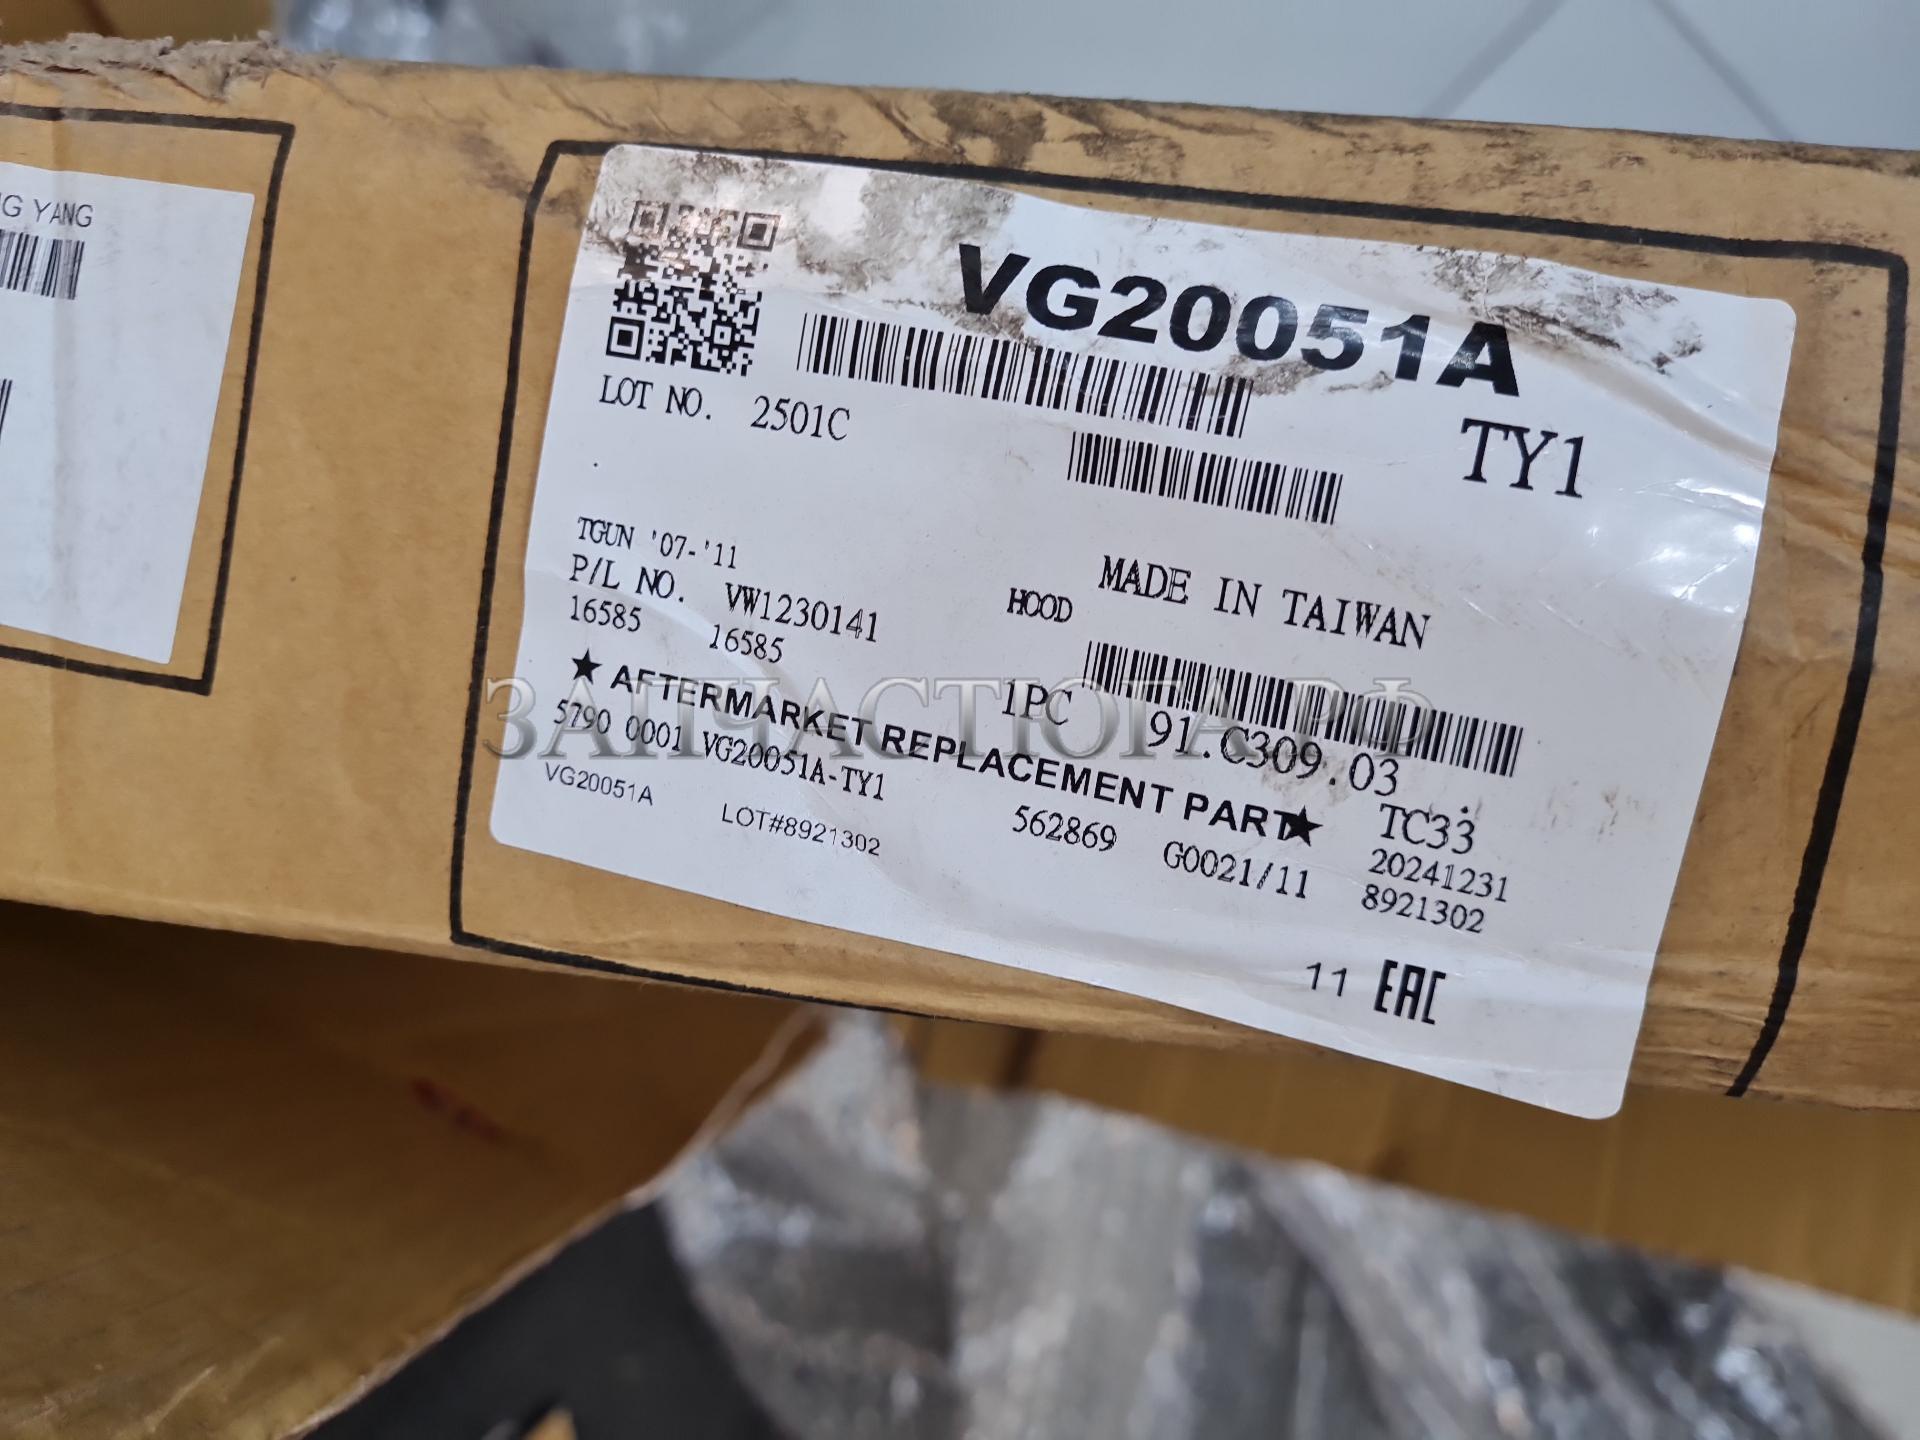 G YANG
VG20051A
TY1
LOT NO. 2501C
TGUN '07-'11
MADE IN TAIWAN
P/L NO. VW1230141
HOOD
16585 16585
★ AFTERMARKET REPLACEMENT PART★
1PC 91.C309.03
5790 0001 VG20051A-TY1
TC33
VG20051A
LOT#8921302
562869 G0021/11 20241231
8921302
11 EAC
ЗАПЧАСТЮГА.РФ